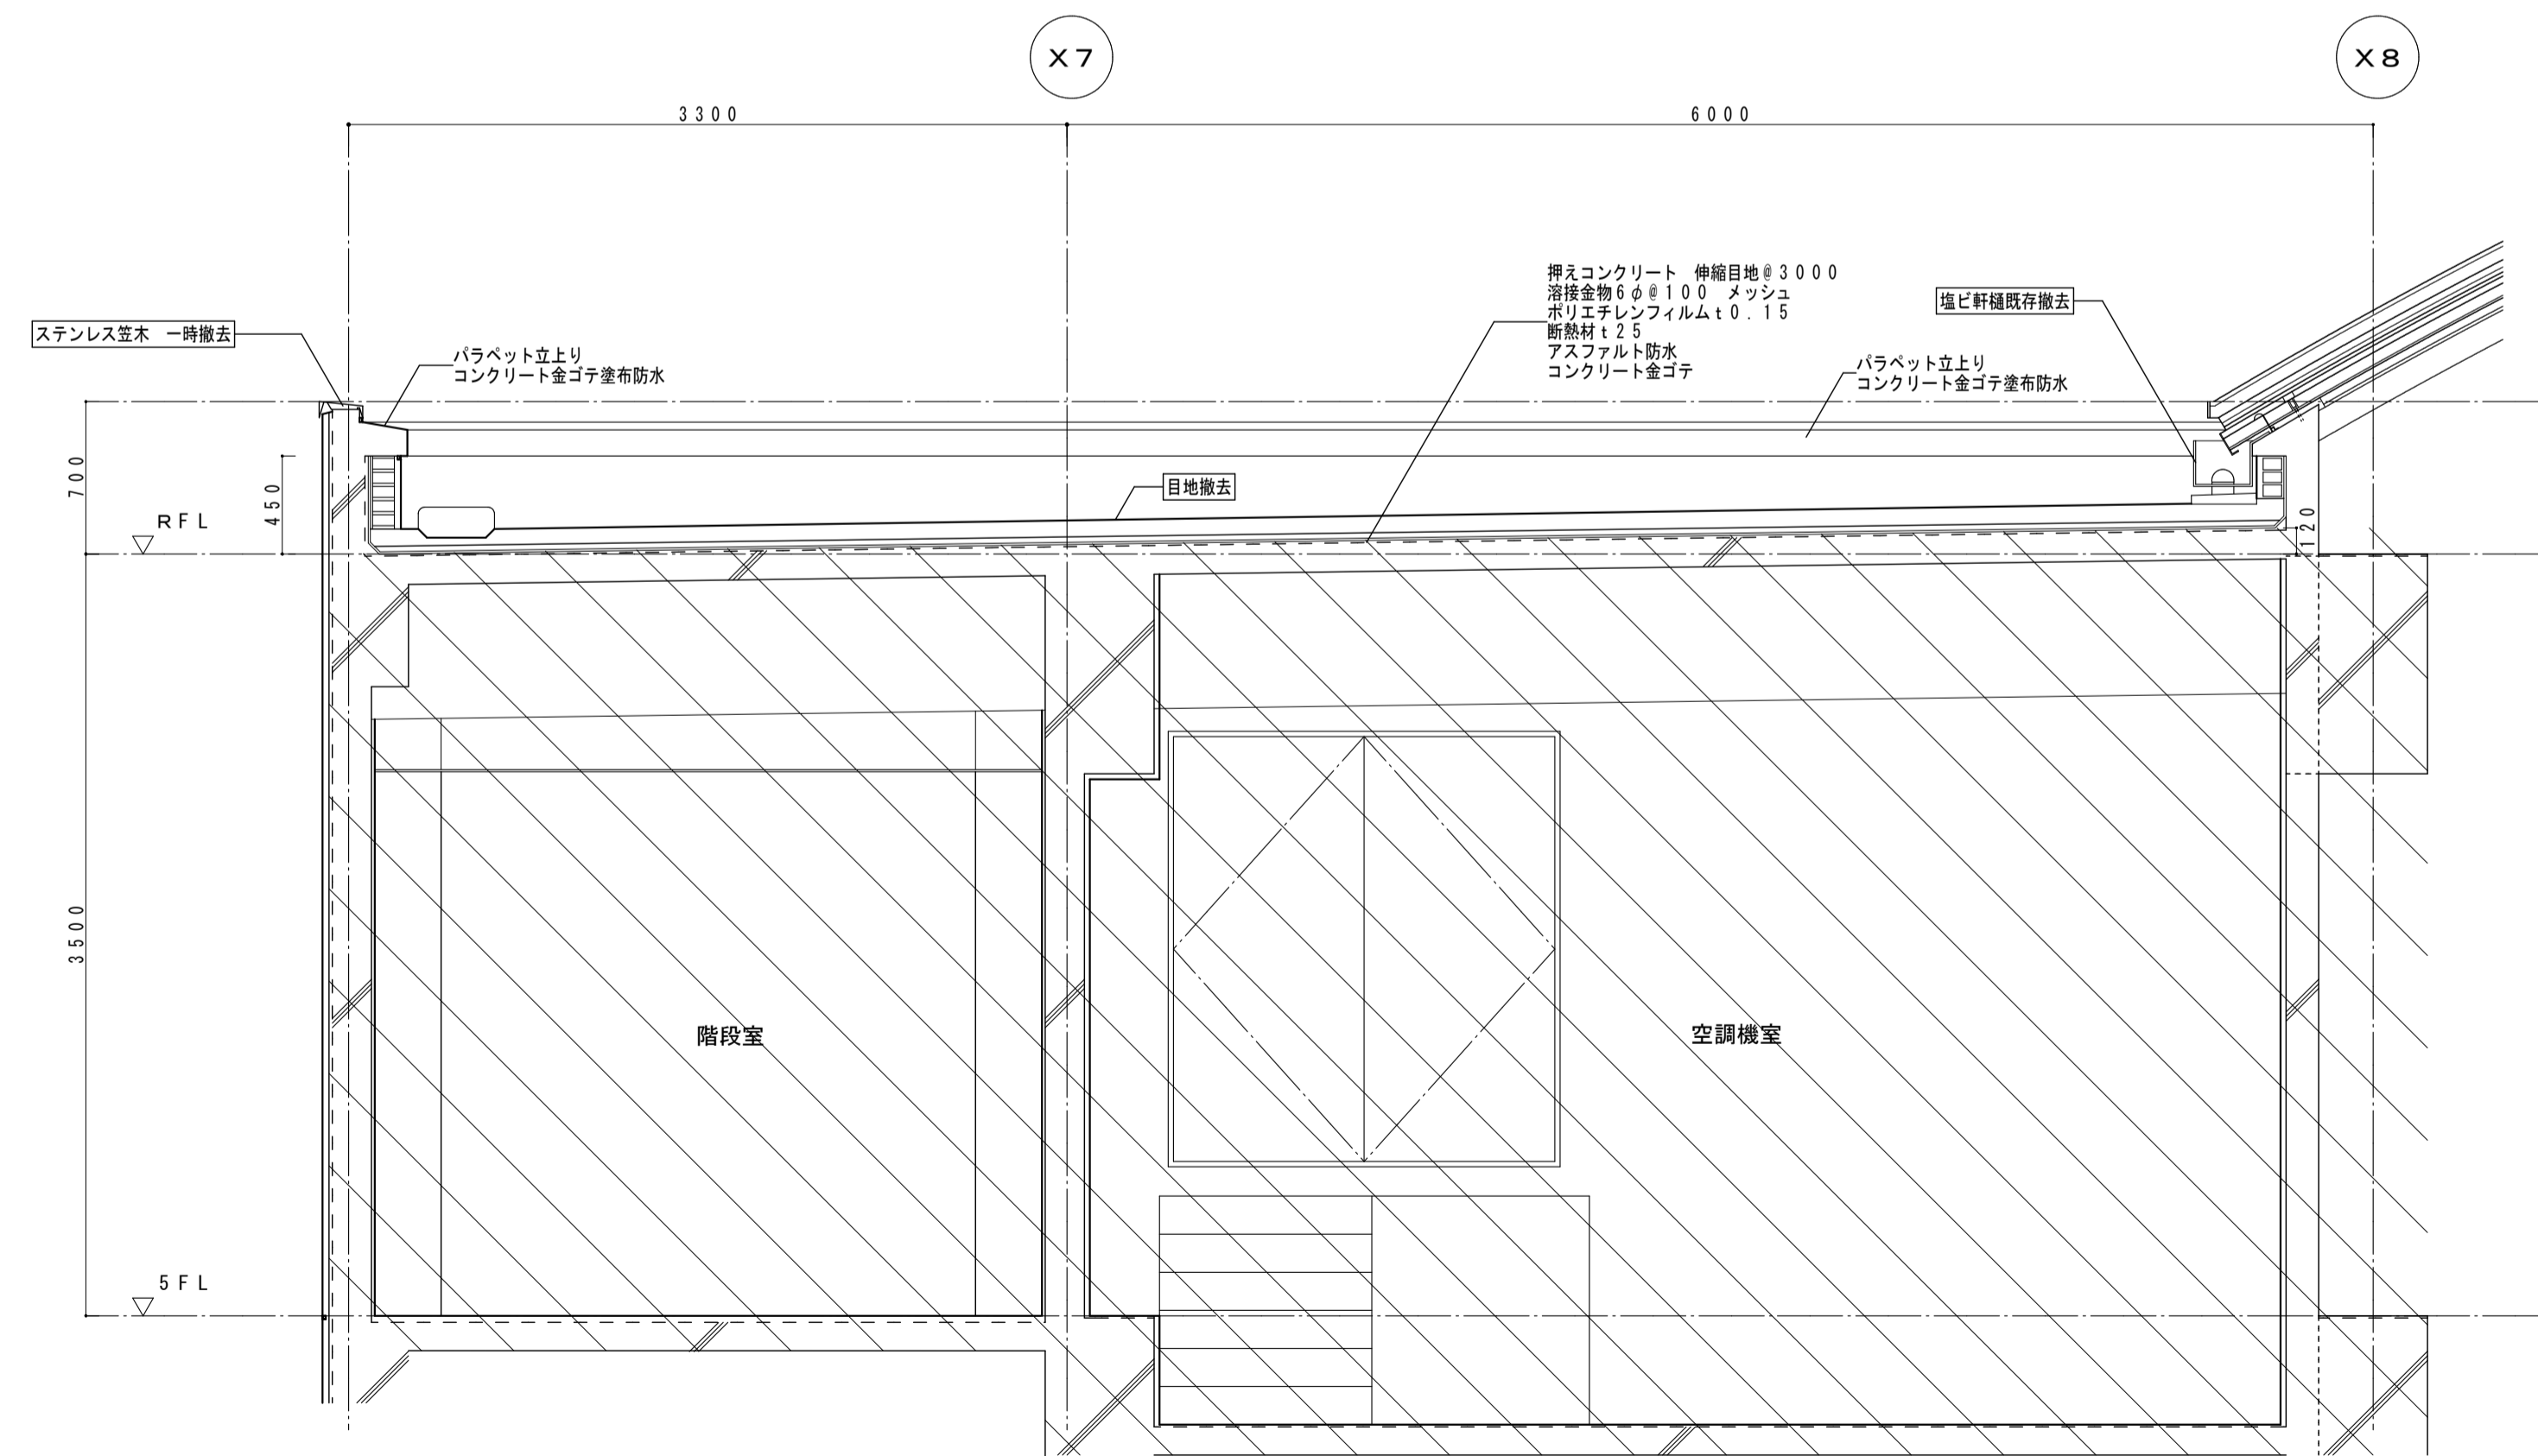 X7
X8
3300
6000
押えコンクリート　伸縮目地@3000
溶接金物6φ@100　メッシュ
ポリエチレンフィルムt0.15
断熱材t25
アスファルト防水
コンクリート金ゴテ
塩ビ軒樋既存撤去
ステンレス笠木　一時撤去
パラペット立上り
コンクリート金ゴテ塗布防水
パラペット立上り
コンクリート金ゴテ塗布防水
目地撤去
700
450
RFL
120
3500
階段室
空調機室
5FL